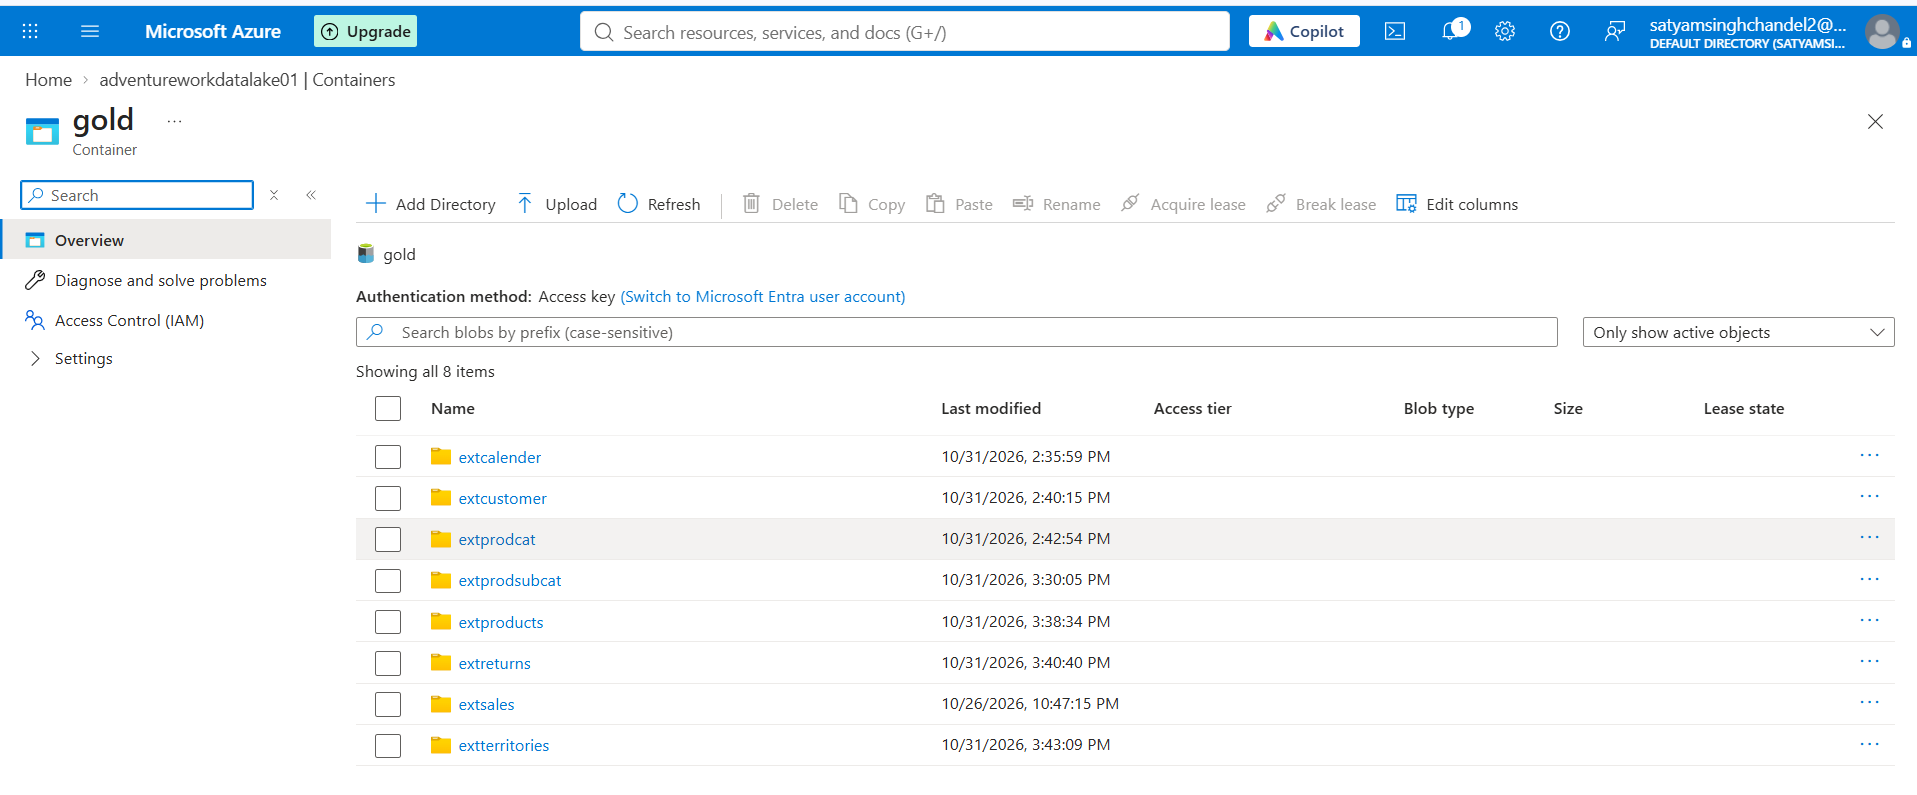 Microsoft Azure
Upgrade
Search resources, services, and docs (G+/)
Copilot
1
satyamsinghchandel2@...
DEFAULT DIRECTORY (SATYAMSI...
Home > adventureworkdatalake01 | Containers
gold ...
Container
Search
Overview
Diagnose and solve problems
Access Control (IAM)
Settings
Add Directory Upload Refresh Delete Copy Paste Rename Acquire lease Break lease Edit columns
gold
Authentication method: Access key (Switch to Microsoft Entra user account)
Search blobs by prefix (case-sensitive)
Only show active objects
Showing all 8 items
Name Last modified Access tier Blob type Size Lease state
extcalender 10/31/2026, 2:35:59 PM ...
extcustomer 10/31/2026, 2:40:15 PM ...
extprodcat 10/31/2026, 2:42:54 PM ...
extprodsubcat 10/31/2026, 3:30:05 PM ...
extproducts 10/31/2026, 3:38:34 PM ...
extreturns 10/31/2026, 3:40:40 PM ...
extsales 10/26/2026, 10:47:15 PM ...
extterritories 10/31/2026, 3:43:09 PM ...